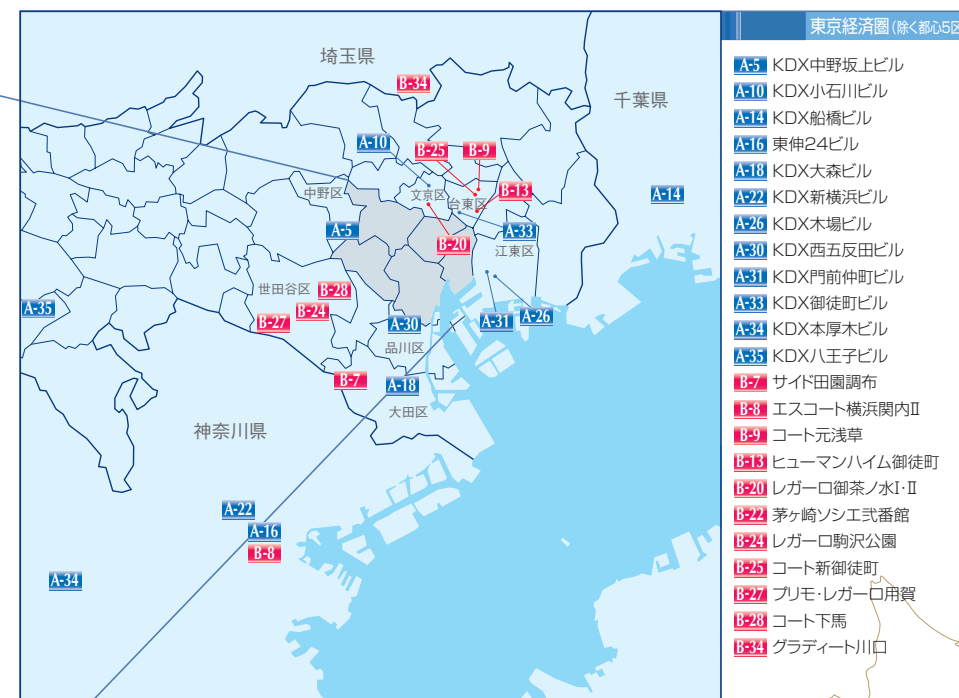 埼玉県
B-34
千葉県
A-10
B-25
B-9
中野区
文京区
台東区
B-13
A-14
A-5
B-20
A-33
江東区
世田谷区
B-28
A-35
B-24
B-27
A-30
A-31
A-26
品川区
B-7
A-18
大田区
神奈川県
A-22
A-16
B-8
A-34
東京経済圏(除く都心5区
A-5 KDX中野坂上ビル
A-10 KDX小石川ビル
A-14 KDX船橋ビル
A-16 東伸24ビル
A-18 KDX大森ビル
A-22 KDX新横浜ビル
A-26 KDX木場ビル
A-30 KDX西五反田ビル
A-31 KDX門前仲町ビル
A-33 KDX御徒町ビル
A-34 KDX本厚木ビル
A-35 KDX八王子ビル
B-7 サイド田園調布
B-8 エスコート横浜関内Ⅱ
B-9 コート元浅草
B-13 ヒューマンハイム御徒町
B-20 レガーロ御茶ノ水Ⅰ・Ⅱ
B-22 茅ヶ崎ソシエ弐番館
B-24 レガーロ駒沢公園
B-25 コート新御徒町
B-27 プリモ・レガーロ用賀
B-28 コート下馬
B-34 グラディート川口